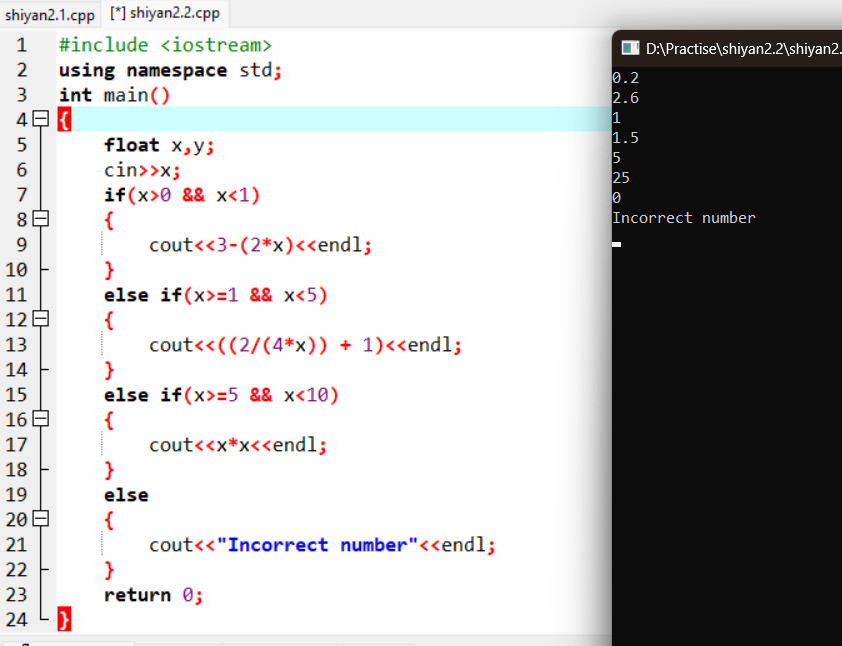 shiyan2.1.cpp [*] shiyan2.2.cpp
1 #include <iostream>
2 using namespace std;
3 int main()
4 {
5 float x,y;
6 cin>>x;
7 if(x>0 && x<1)
8 {
9 cout<<3-(2*x)<<endl;
10 }
11 else if(x>=1 && x<5)
12 {
13 cout<<((2/(4*x)) + 1)<<endl;
14 }
15 else if(x>=5 && x<10)
16 {
17 cout<<x*x<<endl;
18 }
19 else
20 {
21 cout<<"Incorrect number"<<endl;
22 }
23 return 0;
24 }
D:\Practise\shiyan2.2\shiyan2.
0.2
2.6
1
1.5
5
25
0
Incorrect number